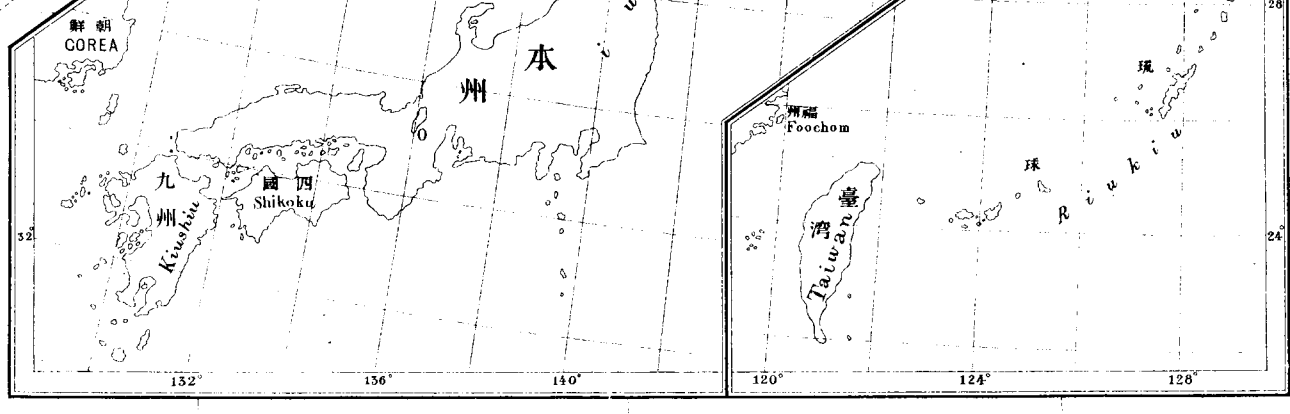 鮮 朝
COREA
本
州
i
u
O
九
州
Kiushiu
國 四
Shikoku
32°
132°
136°
140°
28
琉
球
Riukiu
州福
Foochom
臺
湾
Taiwan
24°
120°
124°
128°